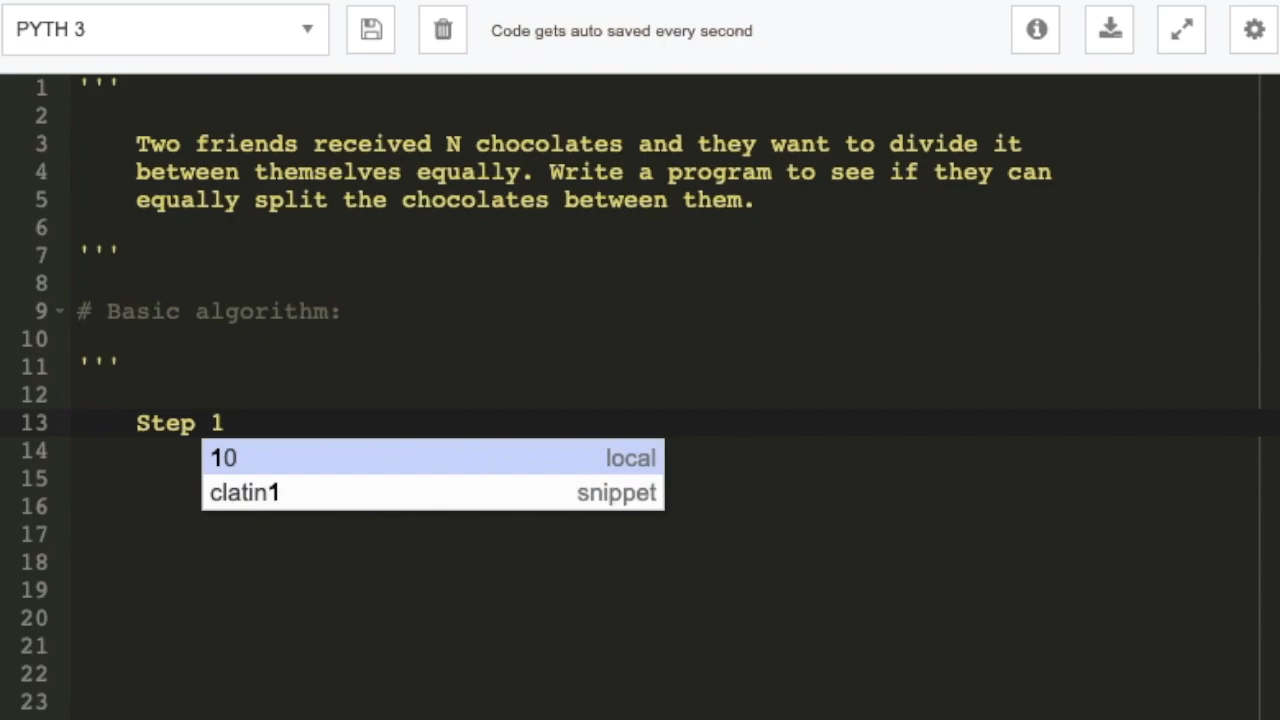 PYTH 3
Code gets auto saved every second
1 '''
2
3 Two friends received N chocolates and they want to divide it
4 between themselves equally. Write a program to see if they can
5 equally split the chocolates between them.
6
7 '''
8
9 # Basic algorithm:
10
11 '''
12
13 Step 1
14 10 local
15 clatin1 snippet
16
17
18
19
20
21
22
23